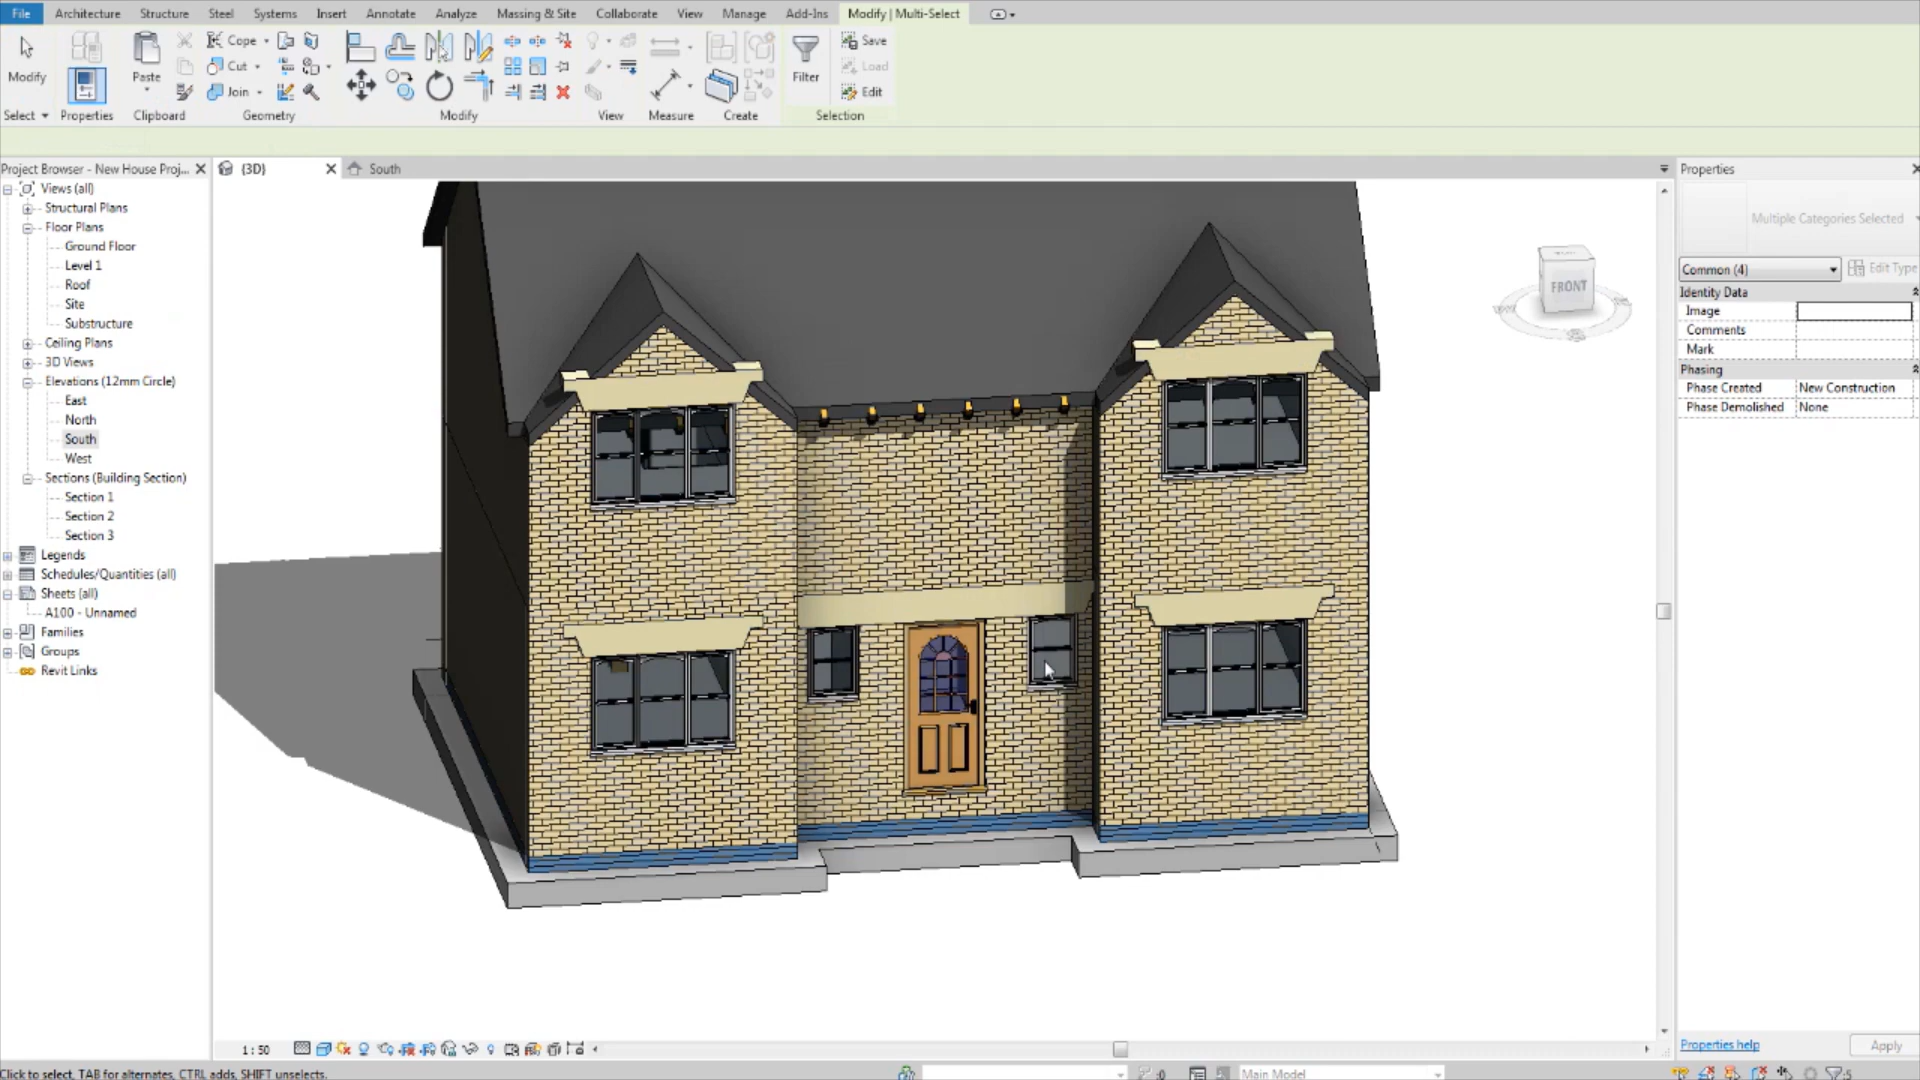 File Architecture Structure Steel Systems Insert Annotate Analyze Massing & Site Collaborate View Manage Add-Ins Modify | Multi-Select
Cope Save
Cut Load
Modify Paste Filter
Join Edit
Select Properties Clipboard Geometry Modify View Measure Create Selection
Project Browser - New House Proj...
{3D}
South
Properties
Views (all)
Structural Plans
Floor Plans
Ground Floor
Level 1
Roof
Site
Substructure
Ceiling Plans
3D Views
Elevations (12mm Circle)
East
North
South
West
Sections (Building Section)
Section 1
Section 2
Section 3
Legends
Schedules/Quantities (all)
Sheets (all)
A100 - Unnamed
Families
Groups
Revit Links
FRONT
Multiple Categories Selected
Common (4) Edit Type
Identity Data
Image
Comments
Mark
Phasing
Phase Created New Construction
Phase Demolished None
1 : 50
Properties help Apply
Click to select, TAB for alternates, CTRL adds, SHIFT unselects.
:0
Main Model
:5